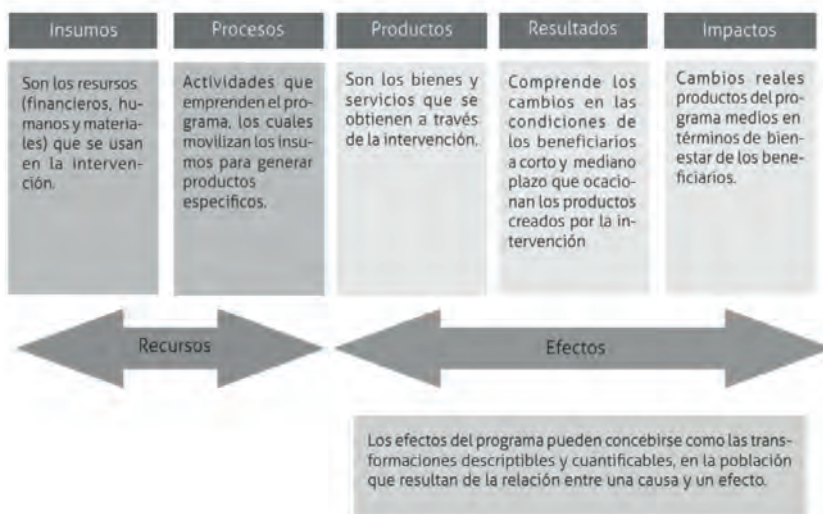 Insumos
Procesos
Productos
Resultados
Impactos
Son los recursos
(financieros, hu-
manos y materia-
les) que se usan
en la interven-
ción.
Actividades que
emprenden el pro-
grama, los cuales
movilizan los insu-
mos para generar
productos
especificos.
Son los bienes y
servicios que se
obtienen a través
de la intervención.
Comprende los
cambios en las
condiciones de
los beneficiarios
a corto y mediano
plazo que ocacio-
nan los productos
creados por la in-
tervención
Cambios reales
productos del pro-
grama medios en
términos de bien-
estar de los bene-
ficiarios.
Recursos
Efectos
Los efectos del programa pueden concebirse como las trans-
formaciones descriptibles y cuantificables, en la población
que resultan de la relación entre una causa y un efecto.